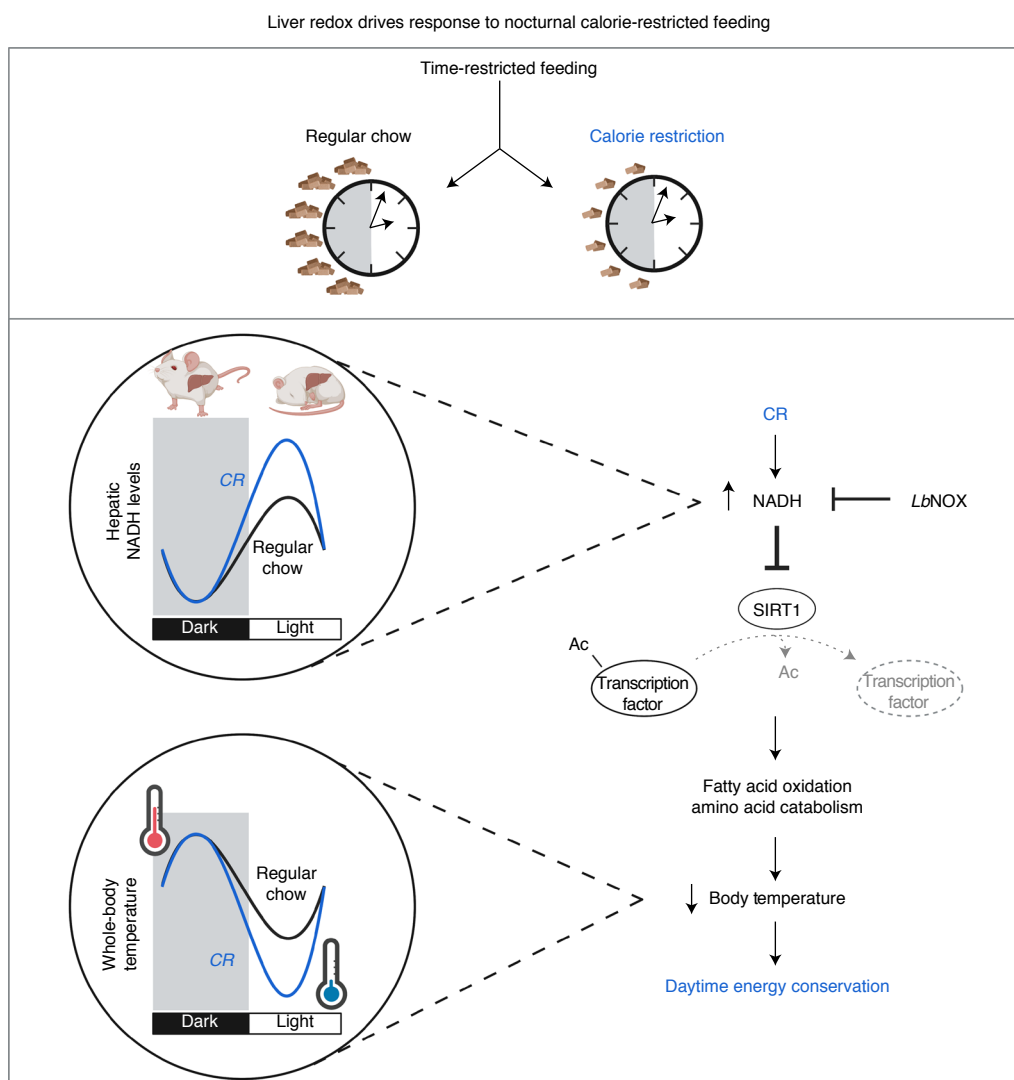 Liver redox drives response to nocturnal calorie-restricted feeding
Time-restricted feeding
Regular chow
Calorie restriction
Hepatic
NADH levels
CR
Regular
chow
Dark
Light
CR
NADH
LbNOX
SIRT1
Ac
Transcription
factor
Ac
Transcription
factor
Fatty acid oxidation
amino acid catabolism
Whole-body
temperature
Regular
chow
CR
Dark
Light
Body temperature
Daytime energy conservation